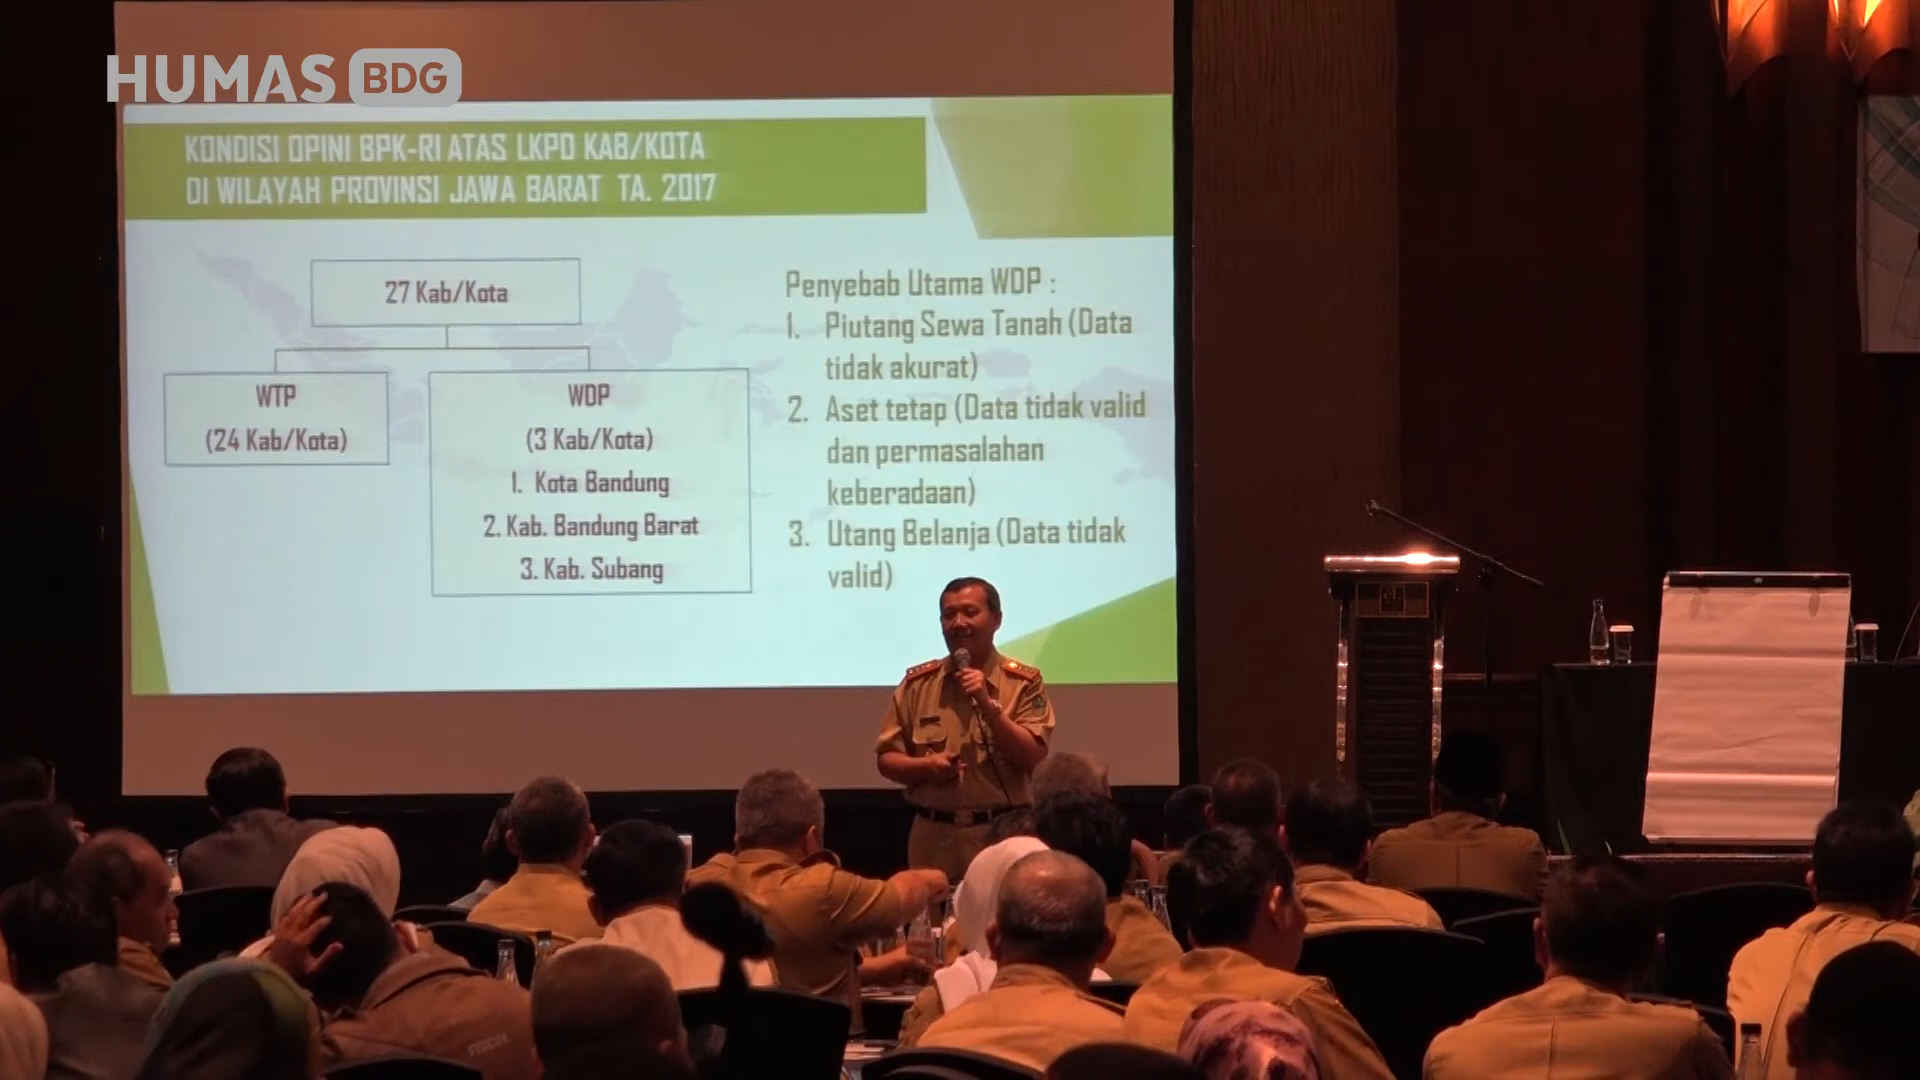 HUMAS BDG
KONDISI OPINI BPK-RI ATAS LKPD KAB/KOTA
DI WILAYAH PROVINSI JAWA BARAT TA. 2017
27 Kab/Kota
WTP
(24 Kab/Kota)
WDP
(3 Kab/Kota)
1. Kota Bandung
2. Kab. Bandung Barat
3. Kab. Subang
Penyebab Utama WDP :
1. Piutang Sewa Tanah (Data
tidak akurat)
2. Aset tetap (Data tidak valid
dan permasalahan
keberadaan)
3. Utang Belanja (Data tidak
valid)